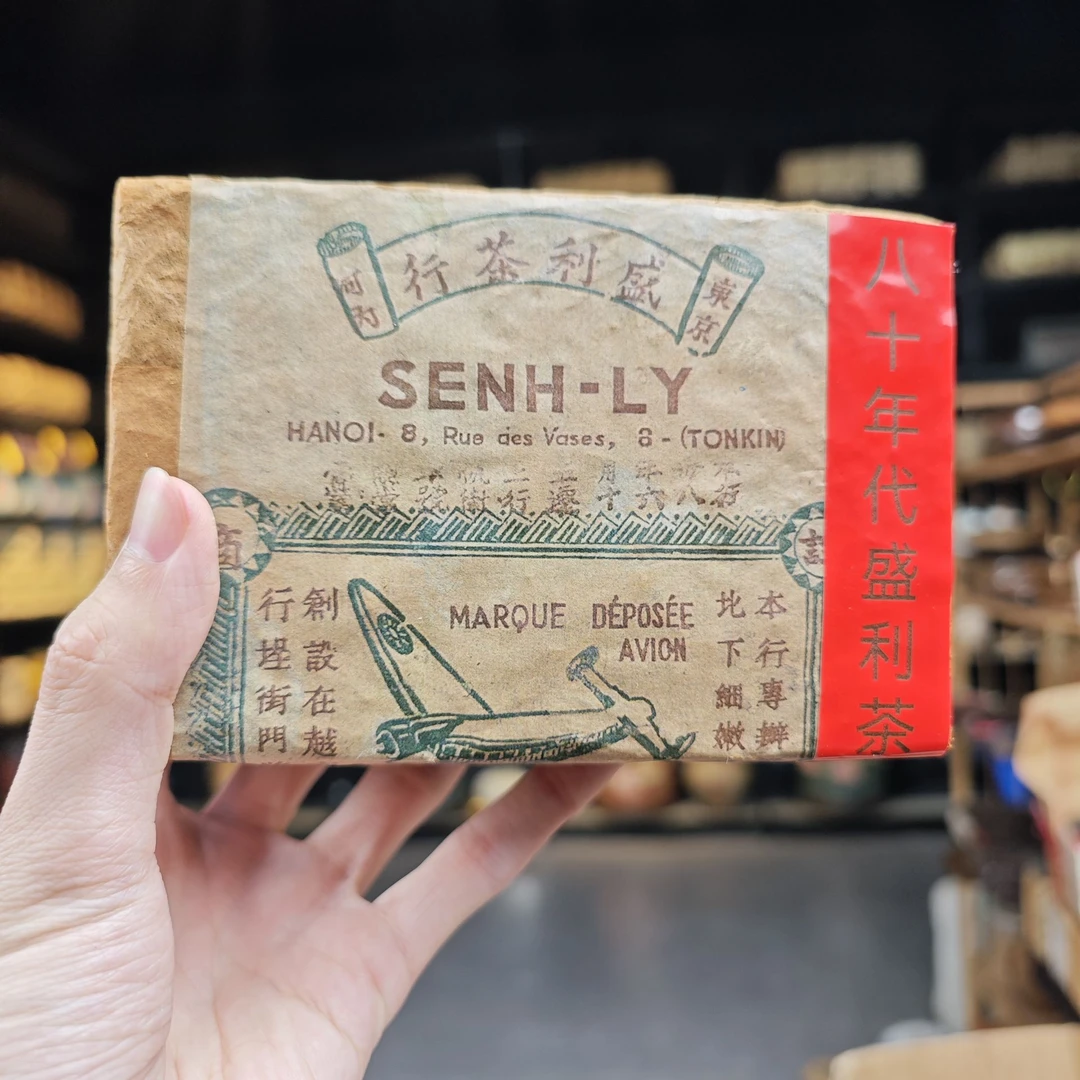 東京
盛利茶行
河內
SENH-LY
HANOI- 8, Rue des Vases, 8 - (TONKIN)
MARQUE DÉPOSÉE
AVION
本行專辦
下細嫩
創設在越
行埕街門
八十年代盛利茶